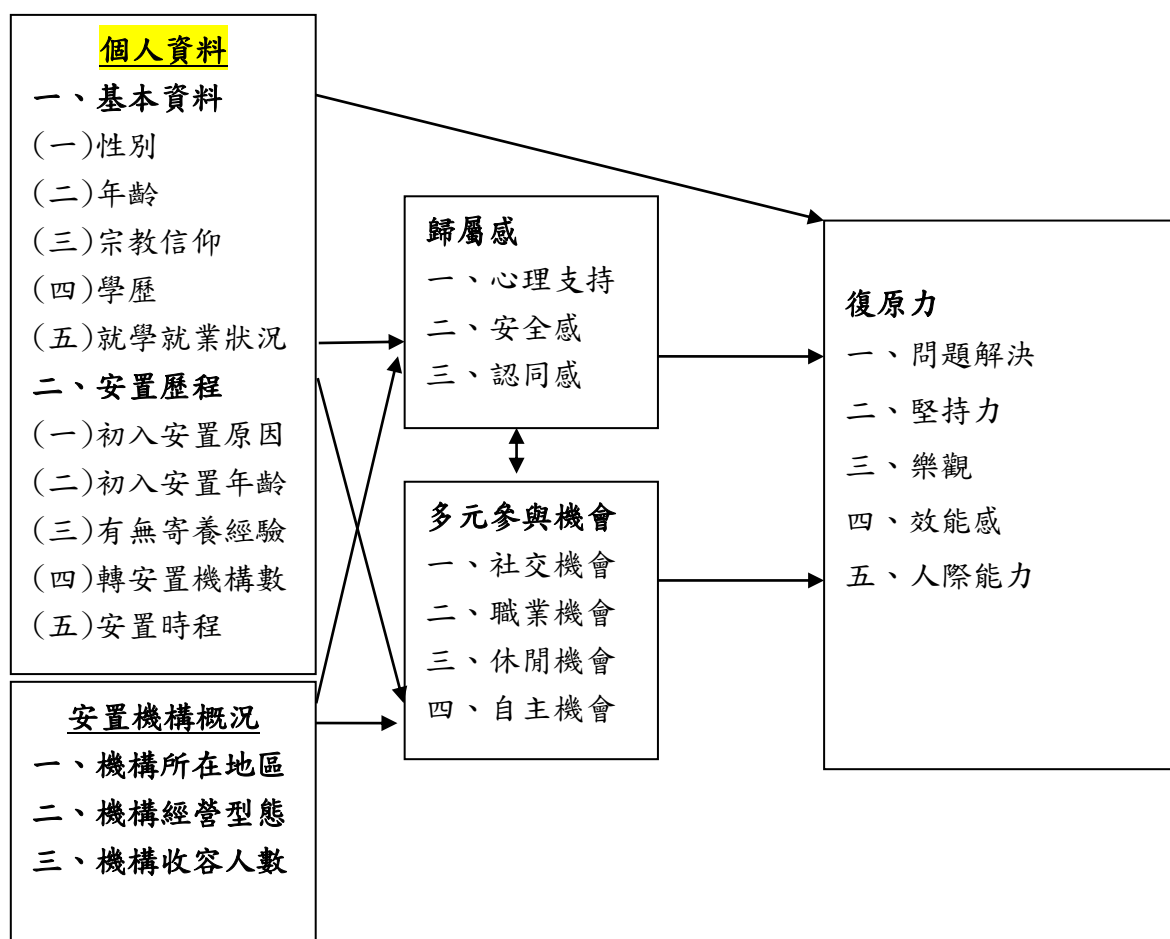 個人資料
一、基本資料
(一)性別
(二)年齡
(三)宗教信仰
(四)學歷
(五)就學就業狀況
二、安置歷程
(一)初入安置原因
(二)初入安置年齡
(三)有無寄養經驗
(四)轉安置機構數
(五)安置時程
安置機構概況
一、機構所在地區
二、機構經營型態
三、機構收容人數
歸屬感
一、心理支持
二、安全感
三、認同感
多元參與機會
一、社交機會
二、職業機會
三、休閒機會
四、自主機會
復原力
一、問題解決
二、堅持力
三、樂觀
四、效能感
五、人際能力